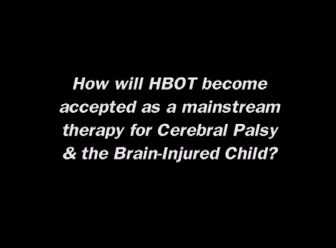 How will HBOT become
accepted as a mainstream
therapy for Cerebral Palsy
& the Brain-Injured Child?